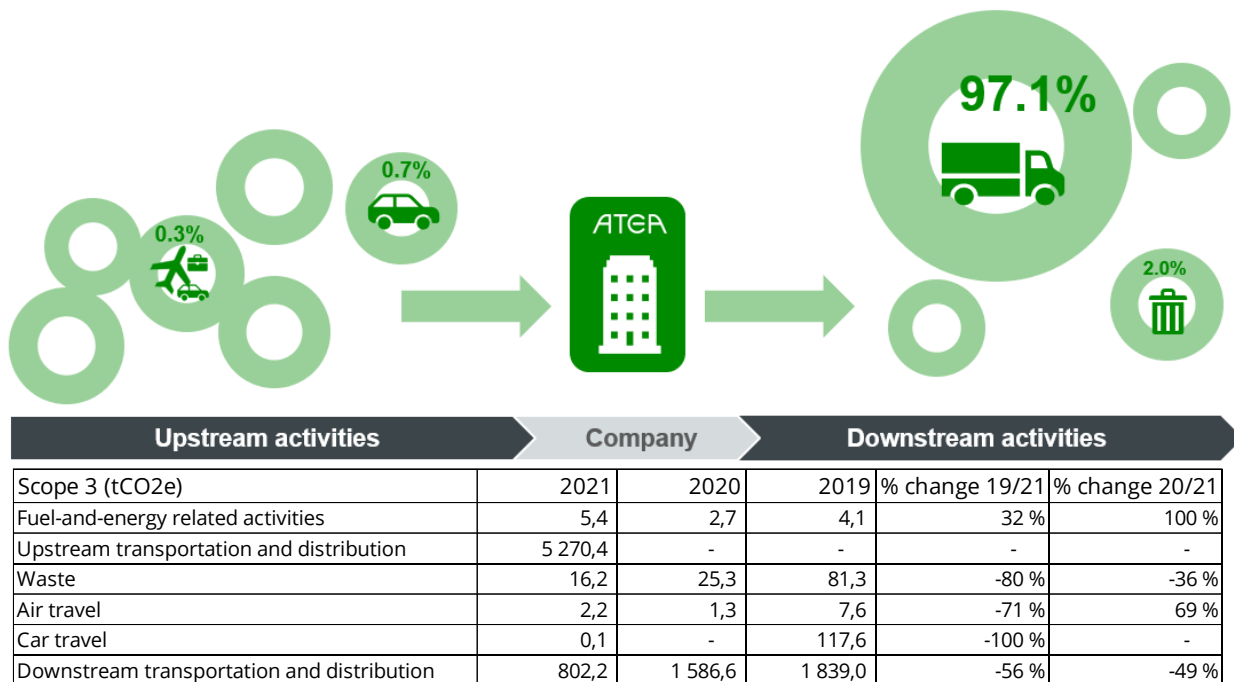 97.1%
0.7%
0.3%
ATEA
2.0%
Upstream activities Company Downstream activities
Scope 3 (tCO2e) 2021 2020 2019 % change 19/21 % change 20/21
Fuel-and-energy related activities 5,4 2,7 4,1 32 % 100 %
Upstream transportation and distribution 5 270,4 - - - -
Waste 16,2 25,3 81,3 -80 % -36 %
Air travel 2,2 1,3 7,6 -71 % 69 %
Car travel 0,1 - 117,6 -100 % -
Downstream transportation and distribution 802,2 1 586,6 1 839,0 -56 % -49 %